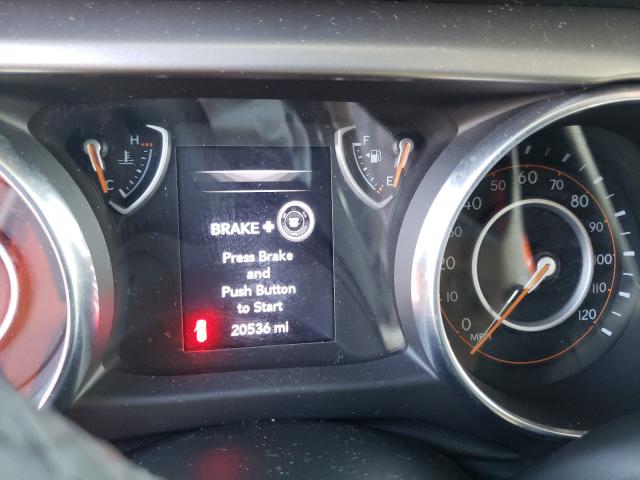 H
C
F
E
BRAKE +
Press Brake
and
Push Button
to Start
20536 mi
0
10
20
30
40
50
60
70
80
90
100
110
120
MPH